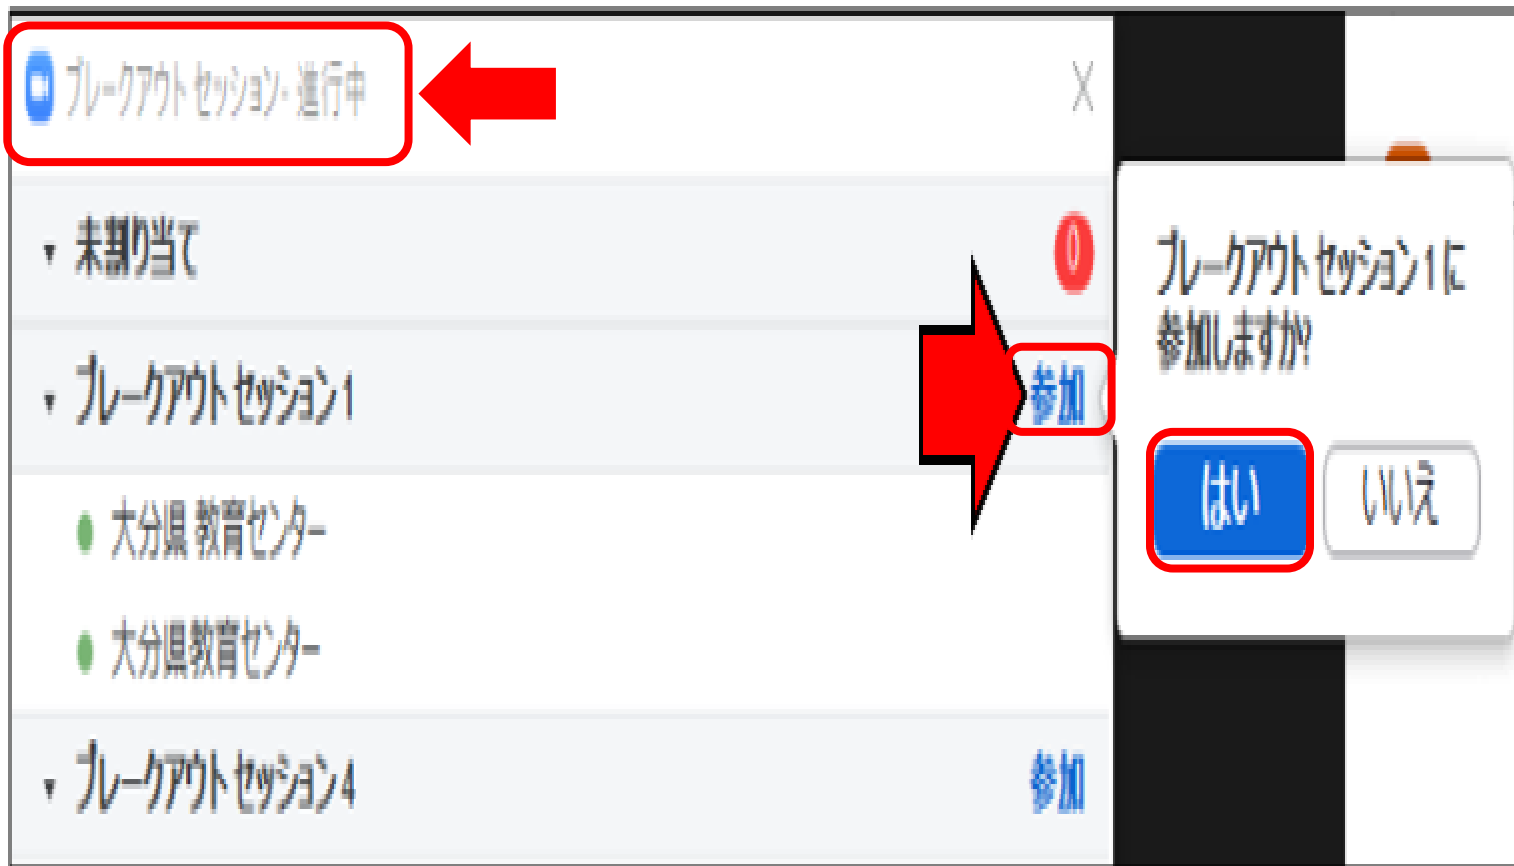 ブレークアウト セッション - 進行中
未割り当て
0
ブレークアウト セッション 1
参加
大分県 教育センター
大分県教育センター
ブレークアウト セッション 4
参加
ブレークアウト セッション 1 に
参加しますか?
はい
いいえ